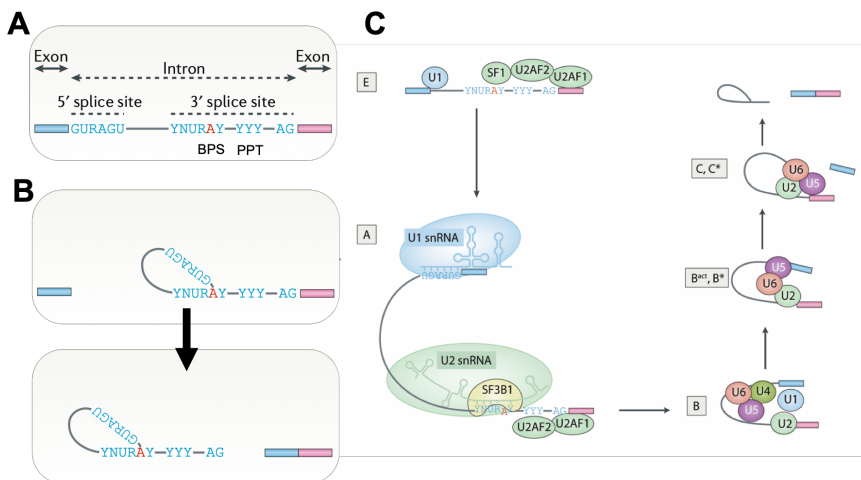 A
Exon
Exon
Intron
5′ splice site
3′ splice site
GURAGU
YNURAY
YYY
AG
BPS
PPT
B
GURAGU
YNURAY—YYY—AG
GURAGU
YNURAY—YYY—AG
C
E
U1
SF1
U2AF2
U2AF1
YNURAY—YYY—AG
A
U1 snRNA
GURAGU
U2 snRNA
SF3B1
YNURAY—YYY—AG
U2AF2
U2AF1
B
U6
U4
U5
U1
U2
Bact, B*
U5
U6
U2
C, C*
U6
U5
U2